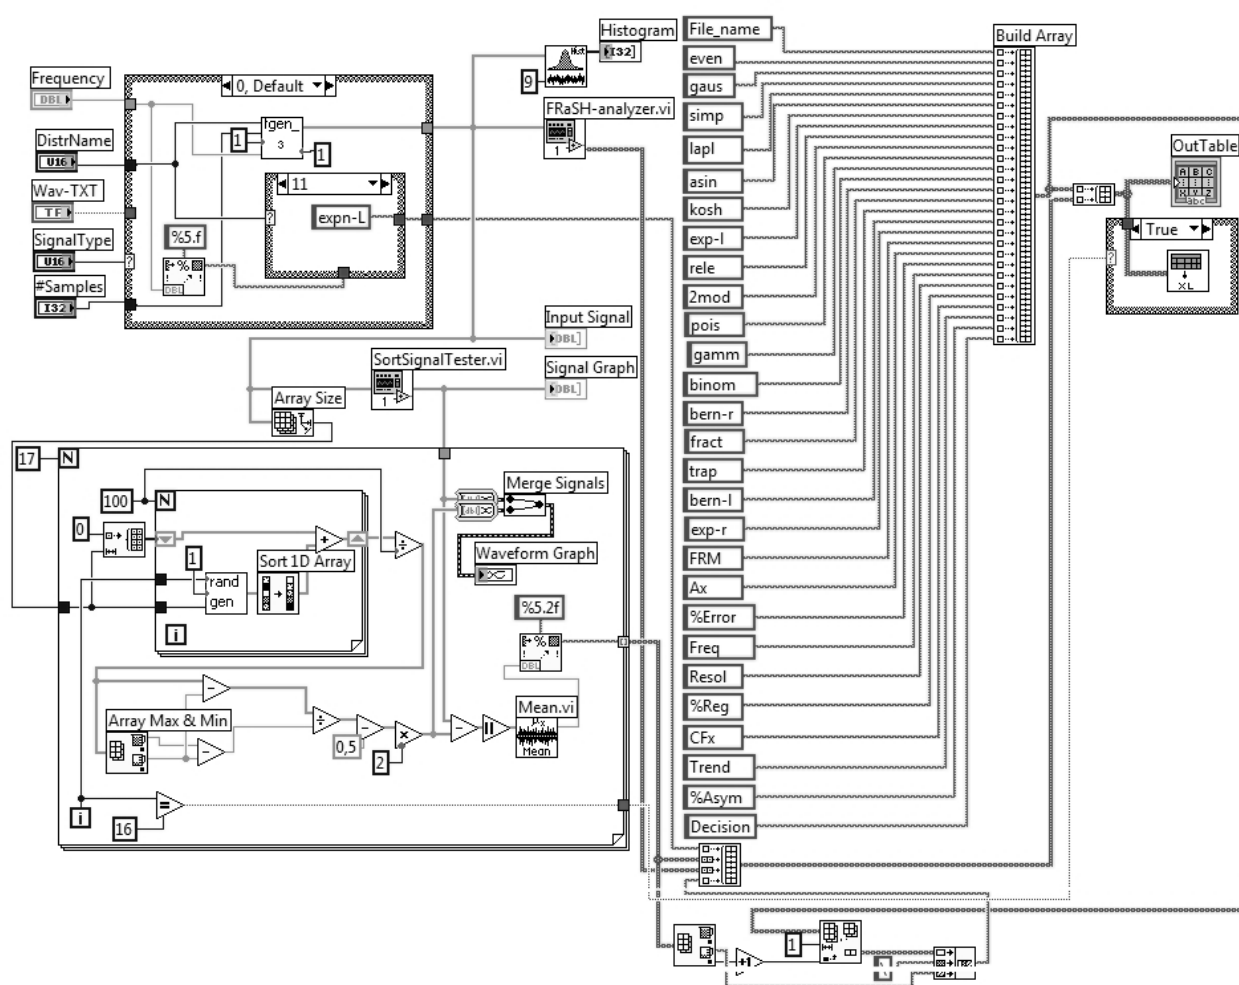 Histogram
I32]
Hist
9
File_name
Build Array
even
gaus
simp
lapl
asin
kosh
exp-l
rele
2mod
pois
gamm
binom
bern-r
fract
trap
bern-l
exp-r
FRM
Ax
%Error
Freq
Resol
%Reg
CFx
Trend
%Asym
Decision
Frequency
DBL
DistrName
U16
Wav-TXT
TF
SignalType
U16
#Samples
I32
0, Default
1
tgen_
3
1
11
expn-L
%5.f
%
DBL
?
?
FRaSH-analyzer.vi
1
OutTable
A B C
X Y Z
abc
True
?
XL
Input Signal
DBL]
SortSignalTester.vi
1
Signal Graph
DBL]
Array Size
17
N
100
N
0
1
rand
gen
Sort 1D Array
i
Merge Signals
Waveform Graph
%5.2f
%
DBL
Array Max & Min
0,5
2
Mean.vi
Mean
i
16
=
1
+1